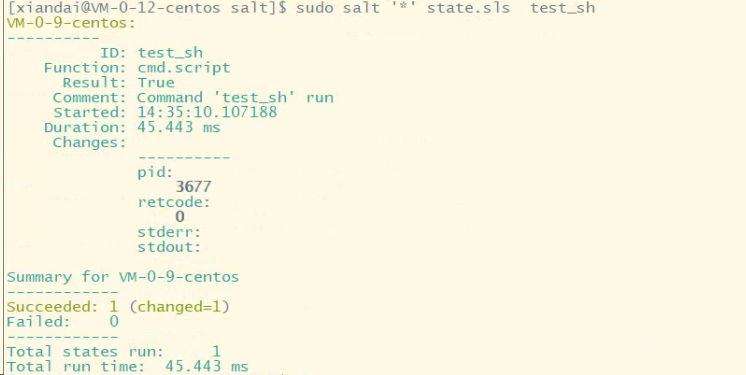 [xiandai@VM-0-12-centos salt]$ sudo salt '*' state.sls  test_sh
VM-0-9-centos:
----------
          ID: test_sh
    Function: cmd.script
      Result: True
     Comment: Command 'test_sh' run
     Started: 14:35:10.107188
    Duration: 45.443 ms
     Changes:
              ----------
              pid:
                  3677
              retcode:
                  0
              stderr:
              stdout:

Summary for VM-0-9-centos
------------
Succeeded: 1 (changed=1)
Failed:    0
------------
Total states run:     1
Total run time:  45.443 ms